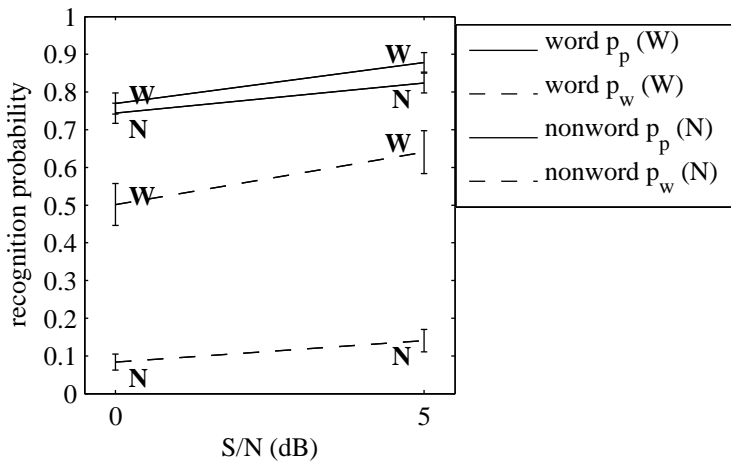 1
0.9
0.8
0.7
0.6
0.5
0.4
0.3
0.2
0.1
0
recognition probability
W
W
N
N
W
W
N
N
0
5
S/N (dB)
word p_p (W)
word p_w (W)
nonword p_p (N)
nonword p_w (N)